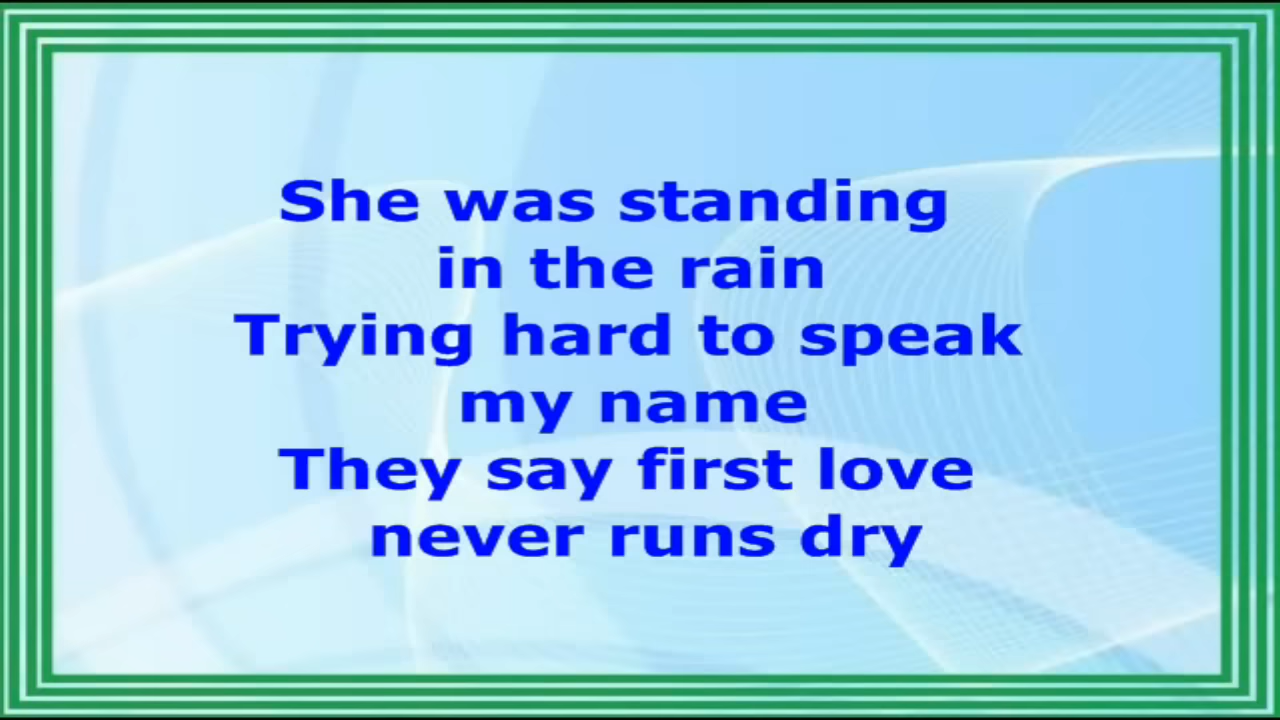 She was standing
in the rain
Trying hard to speak
my name
They say first love
never runs dry